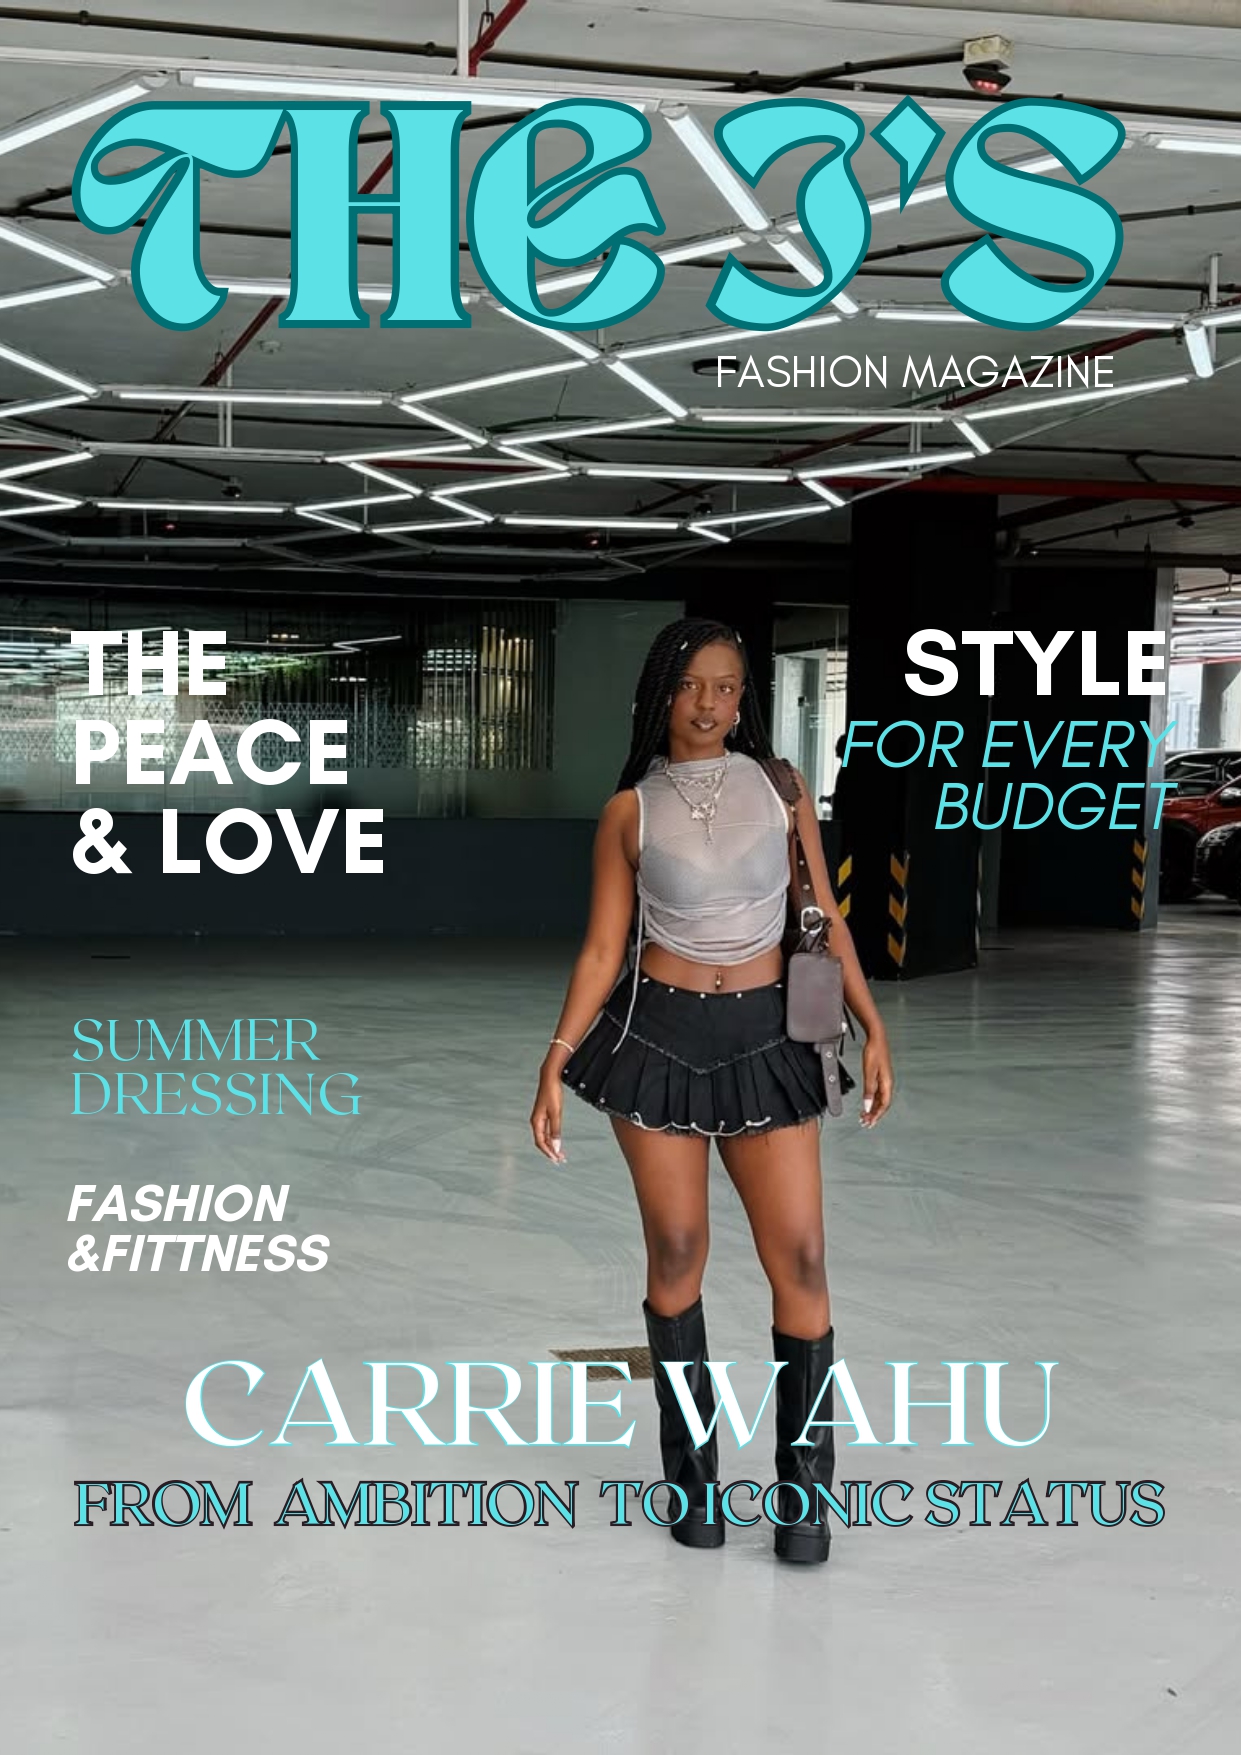 THE J'S
FASHION MAGAZINE
THE
PEACE
& LOVE
STYLE
FOR EVERY
BUDGET
SUMMER
DRESSING
FASHION
&FITTNESS
CARRIE WAHU
FROM AMBITION TO ICONIC STATUS